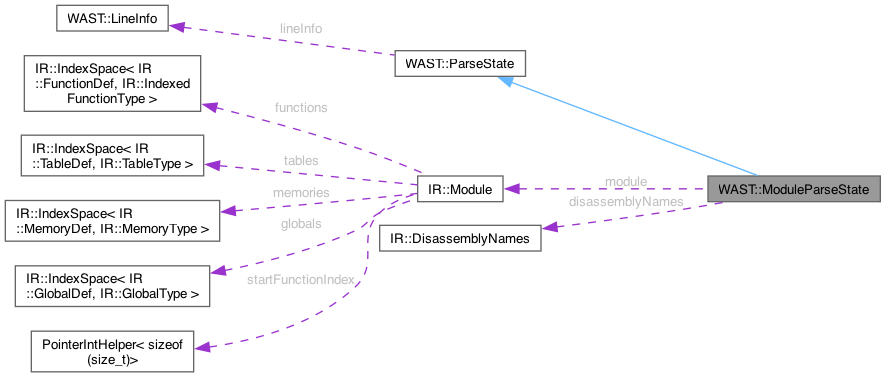 WAST::LineInfo
lineInfo
WAST::ParseState
IR::IndexSpace< IR
::FunctionDef, IR::Indexed
FunctionType >
functions
IR::IndexSpace< IR
::TableDef, IR::TableType >
tables
module
IR::Module
WAST::ModuleParseState
memories
disassemblyNames
IR::IndexSpace< IR
::MemoryDef, IR::MemoryType >
globals
IR::DisassemblyNames
IR::IndexSpace< IR
::GlobalDef, IR::GlobalType >
startFunctionIndex
PointerIntHelper< sizeof
(size_t)>